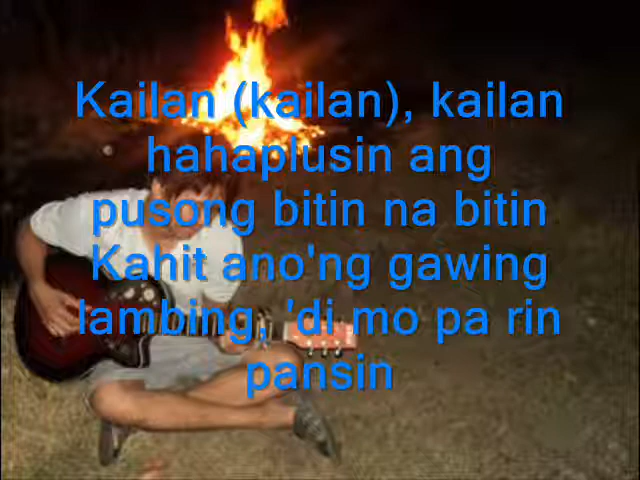 Kailan (kailan), kailan
hahaplusin ang
pusong bitin na bitin
Kahit ano'ng gawing
lambing, 'di mo pa rin
pansin